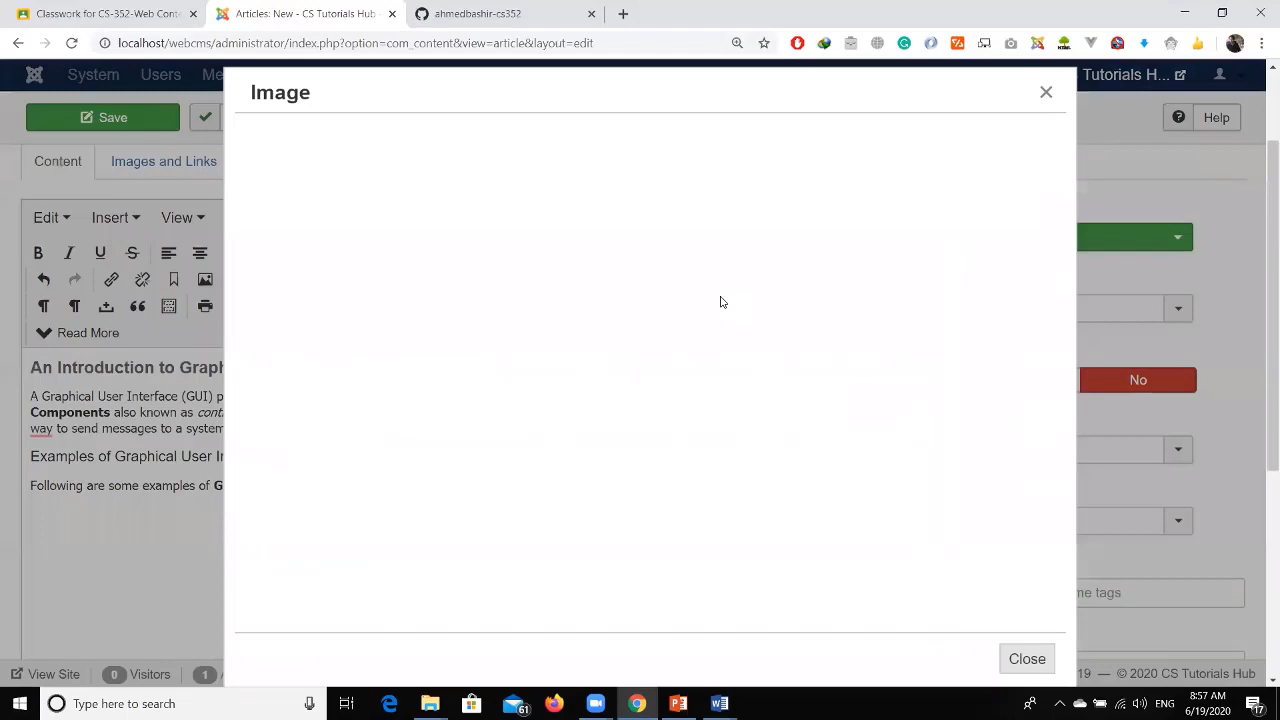 Classwork for CS-352-Web Cont
Articles: New - CS Tutorials Hub
ahmedbashir-cs352
localhost/webcm/administrator/index.php?option=com_content&view=article&layout=edit
System Users Me
Tutorials H...
Image
Save
Help
Content Images and Links
Edit Insert View
Read More
An Introduction to Grap
A Graphical User Interface (GUI) p
Components also known as cont
way to send messages to a system
Examples of Graphical User In
Following are some examples of G
No
me tags
Close
View Site 0 Visitors 1
19 — © 2020 CS Tutorials Hub
Type here to search
61
ENG
8:57 AM
6/19/2020
7